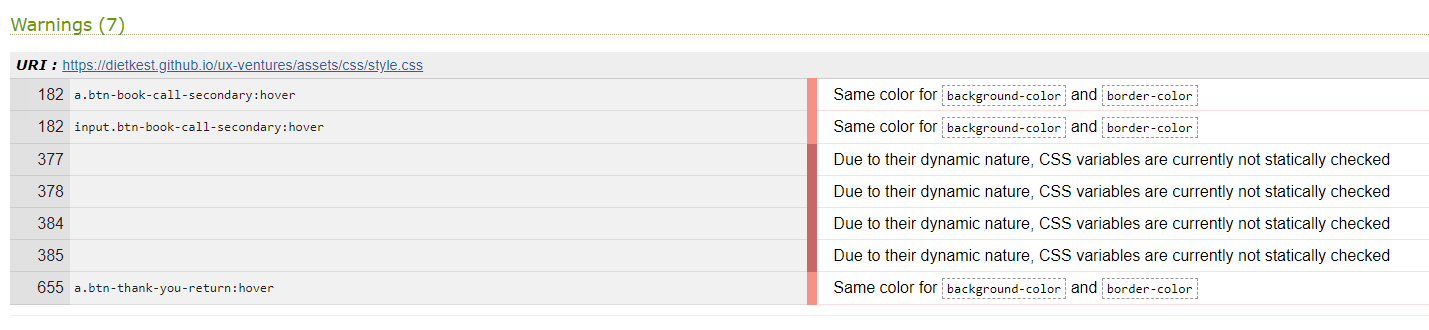 Warnings (7)
URI : https://dietkest.github.io/ux-ventures/assets/css/style.css
182 a.btn-book-call-secondary:hover Same color for background-color and border-color
182 input.btn-book-call-secondary:hover Same color for background-color and border-color
377 Due to their dynamic nature, CSS variables are currently not statically checked
378 Due to their dynamic nature, CSS variables are currently not statically checked
384 Due to their dynamic nature, CSS variables are currently not statically checked
385 Due to their dynamic nature, CSS variables are currently not statically checked
655 a.btn-thank-you-return:hover Same color for background-color and border-color